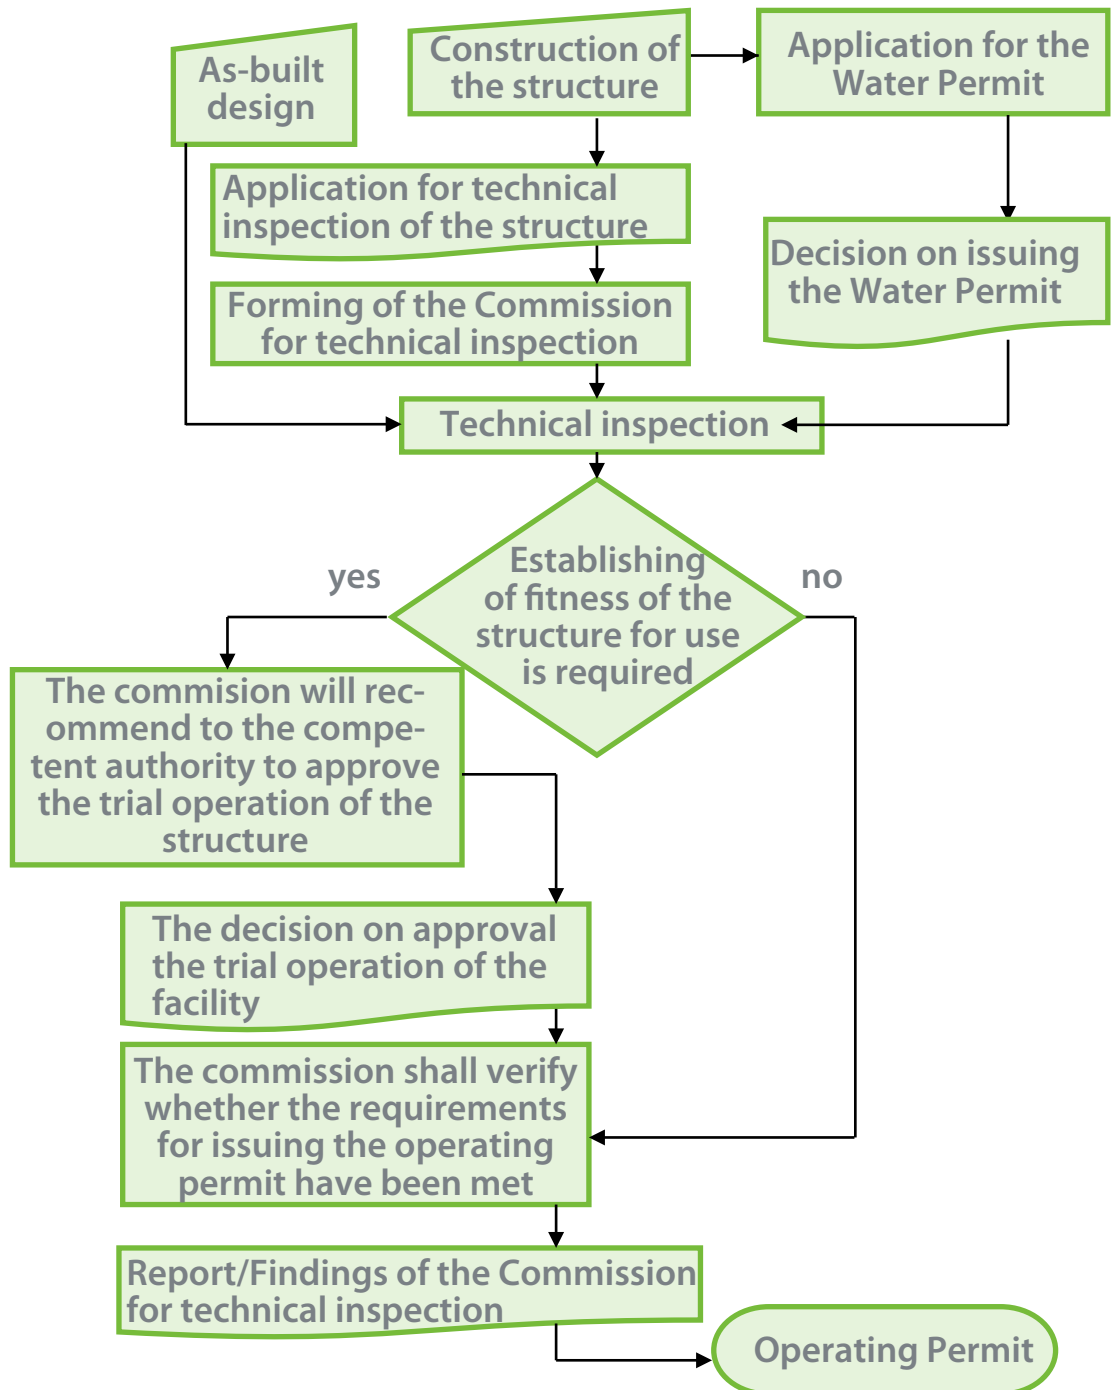 As-built
design
Construction of
the structure
Application for the
Water Permit
Application for technical
inspection of the structure
Decision on issuing
the Water Permit
Forming of the Commission
for technical inspection
Technical inspection
Establishing
of fitness of the
structure for use
is required
yes
no
The commision will rec-
ommend to the compe-
tent authority to approve
the trial operation of the
structure
The decision on approval
the trial operation of the
facility
The commission shall verify
whether the requirements
for issuing the operating
permit have been met
Report/Findings of the Commission
for technical inspection
Operating Permit